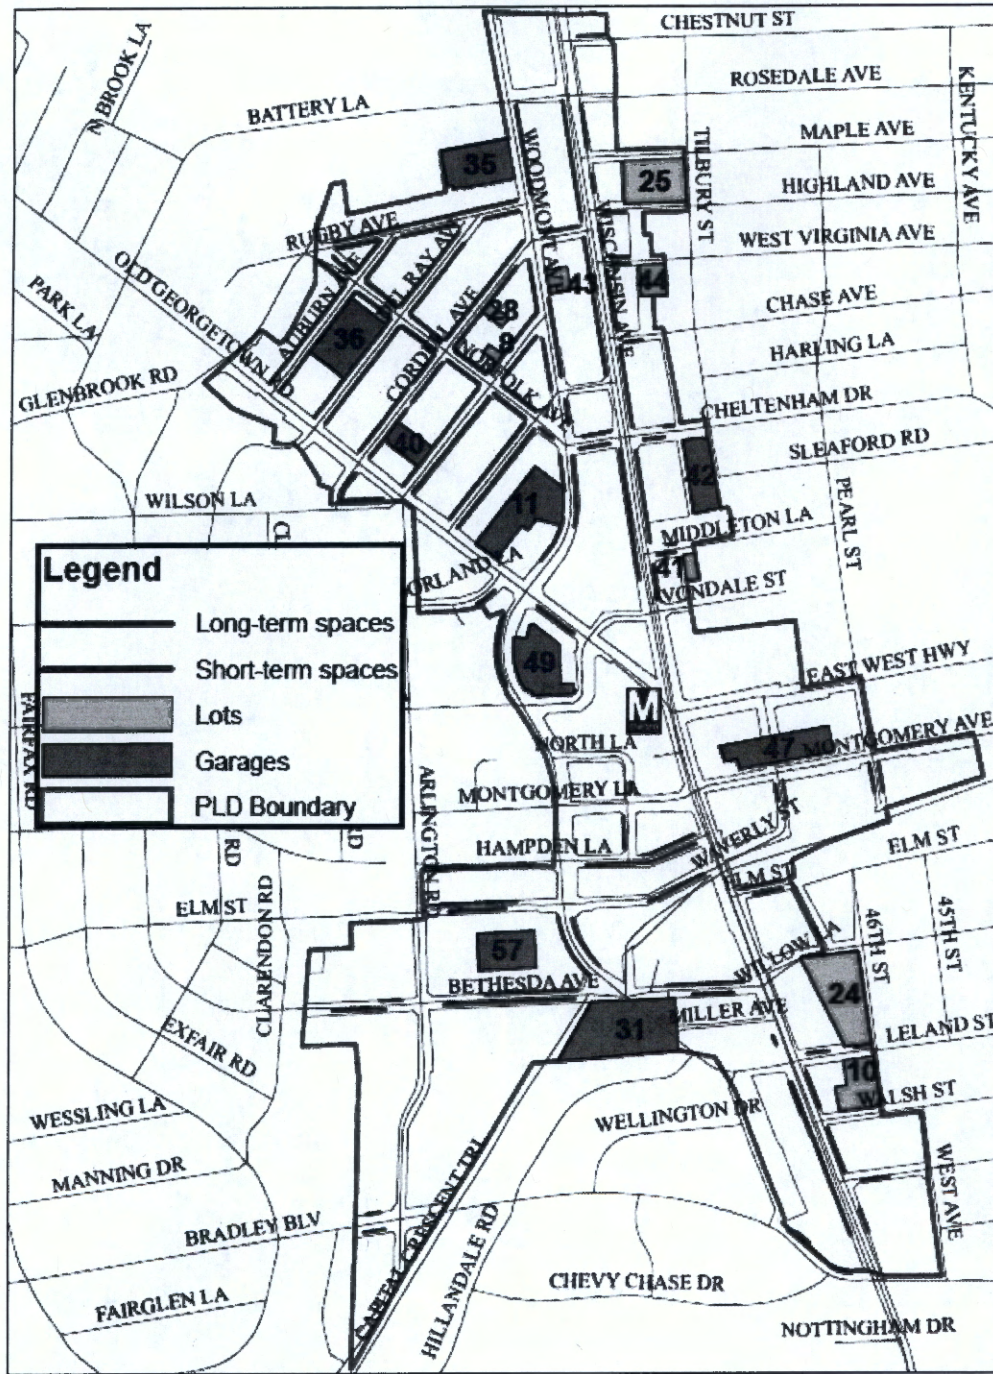 CHESTNUT ST
N BROOK LA
ROSEDALE AVE
KENTUCKY AVE
BATTERY LA
MAPLE AVE
WOODMONT AVE
TILBURY ST
35
25
HIGHLAND AVE
RUGBY AVE
WISCONSIN AVE
WEST VIRGINIA AVE
DEL RAY AVE
OLD GEORGETOWN RD
AUBURN AVE
43
44
PARK LA
CHASE AVE
CORDELL AVE
28
36
9
HARLING LA
NORFOLK AVE
GLENBROOK RD
CHELTENHAM DR
SLEAFORD RD
40
42
11
WILSON LA
PEARL ST
MIDDLETON LA
CL
ORLAND LA
41
VONDALE ST
Legend
Long-term spaces
Short-term spaces
Lots
Garages
PLD Boundary
49
EAST WEST HWY
FAIRFAX RD
M
NORTH LA
47
MONTGOMERY AVE
MONTGOMERY LA
ARLINGTON RD
HAMPDEN LA
WAVERLY ST
RD
RD
ELM ST
ELM ST
ELM ST
CLARENDON RD
46TH ST
45TH ST
57
WILLOW LA
BETHESDA AVE
24
MILLER AVE
31
LELAND ST
EXFAIR RD
10
WALSH ST
WESSLING LA
WELLINGTON DR
MANNING DR
WEST AVE
CAPITAL CRESCENT TRL
HILLANDALE RD
BRADLEY BLV
CHEVY CHASE DR
FAIRGLEN LA
NOTTINGHAM DR